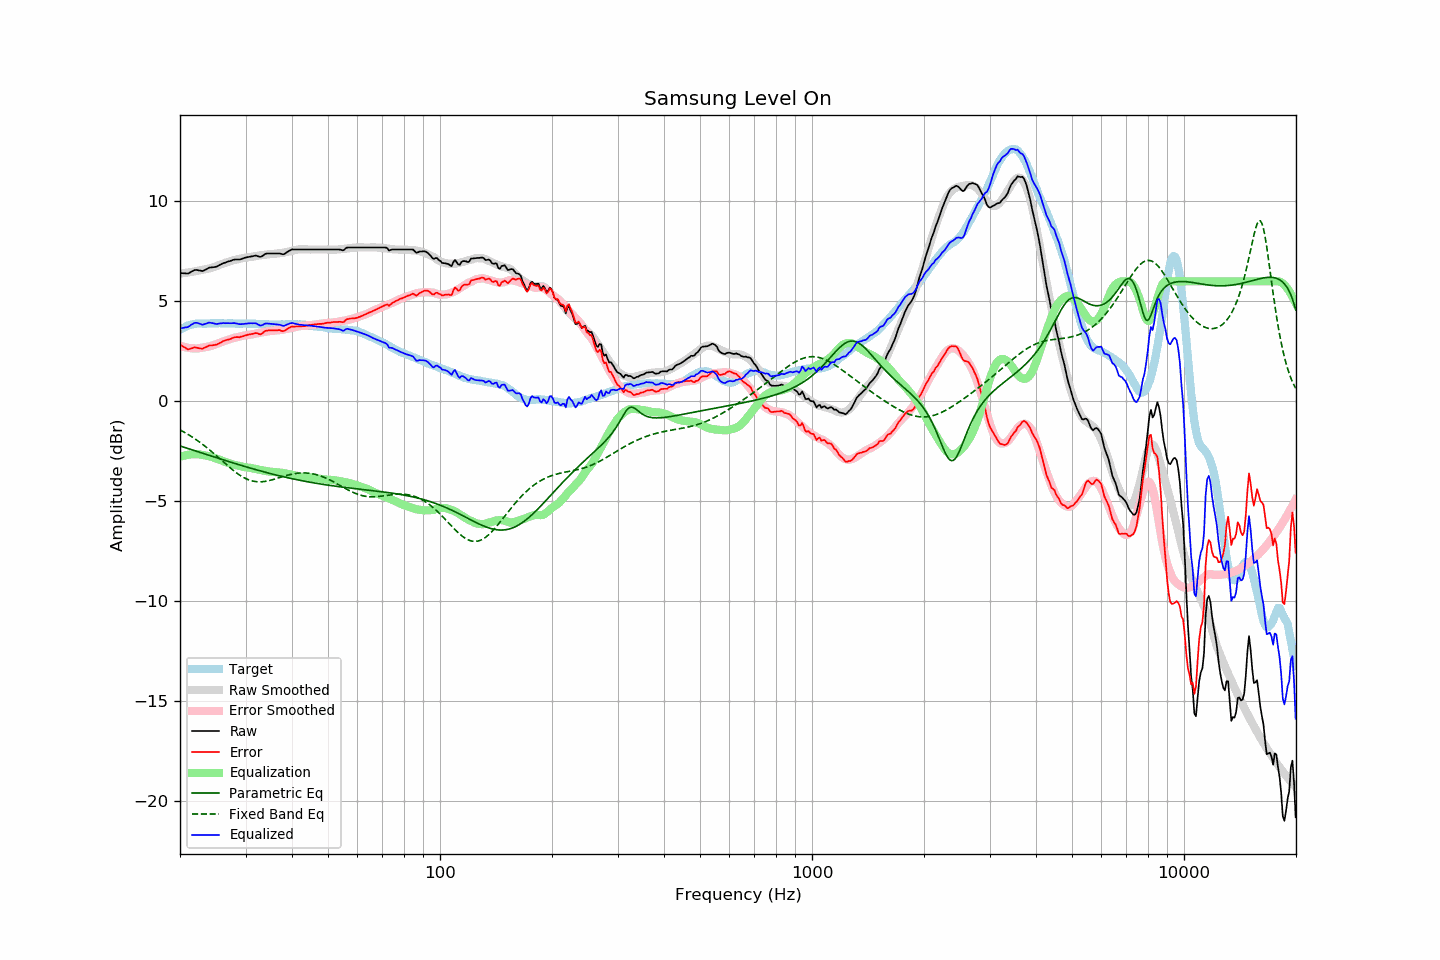 Samsung Level On
Amplitude (dBr)
10
5
0
−5
−10
−15
−20
Target
Raw Smoothed
Error Smoothed
Raw
Error
Equalization
Parametric Eq
Fixed Band Eq
Equalized
100 1000 10000
Frequency (Hz)